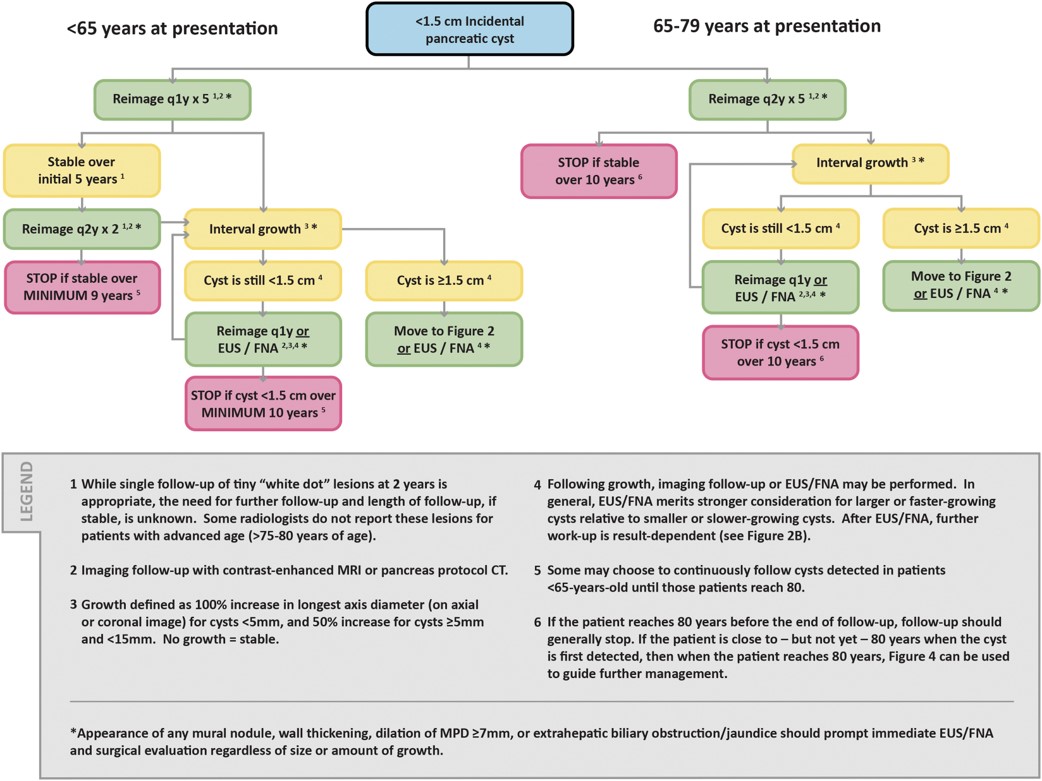 <65 years at presentation
<1.5 cm Incidental
pancreatic cyst
65-79 years at presentation
Reimage q1y x 5 1,2 *
Reimage q2y x 5 1,2 *
Stable over
initial 5 years 1
STOP if stable
over 10 years 6
Interval growth 3 *
Reimage q2y x 2 1,2 *
Interval growth 3 *
Cyst is still <1.5 cm 4
Cyst is ≥1.5 cm 4
STOP if stable over
MINIMUM 9 years 5
Cyst is still <1.5 cm 4
Cyst is ≥1.5 cm 4
Reimage q1y or
EUS / FNA 2,3,4 *
Move to Figure 2
or EUS / FNA 4 *
Reimage q1y or
EUS / FNA 2,3,4 *
Move to Figure 2
or EUS / FNA 4 *
STOP if cyst <1.5 cm
over 10 years 6
STOP if cyst <1.5 cm over
MINIMUM 10 years 5
LEGEND
1 While single follow-up of tiny “white dot” lesions at 2 years is
appropriate, the need for further follow-up and length of follow-up, if
stable, is unknown. Some radiologists do not report these lesions for
patients with advanced age (>75-80 years of age).
2 Imaging follow-up with contrast-enhanced MRI or pancreas protocol CT.
3 Growth defined as 100% increase in longest axis diameter (on axial
or coronal image) for cysts <5mm, and 50% increase for cysts ≥5mm
and <15mm. No growth = stable.
4 Following growth, imaging follow-up or EUS/FNA may be performed. In
general, EUS/FNA merits stronger consideration for larger or faster-growing
cysts relative to smaller or slower-growing cysts. After EUS/FNA, further
work-up is result-dependent (see Figure 2B).
5 Some may choose to continuously follow cysts detected in patients
<65-years-old until those patients reach 80.
6 If the patient reaches 80 years before the end of follow-up, follow-up should
generally stop. If the patient is close to – but not yet – 80 years when the cyst
is first detected, then when the patient reaches 80 years, Figure 4 can be used
to guide further management.
*Appearance of any mural nodule, wall thickening, dilation of MPD ≥7mm, or extrahepatic biliary obstruction/jaundice should prompt immediate EUS/FNA
and surgical evaluation regardless of size or amount of growth.